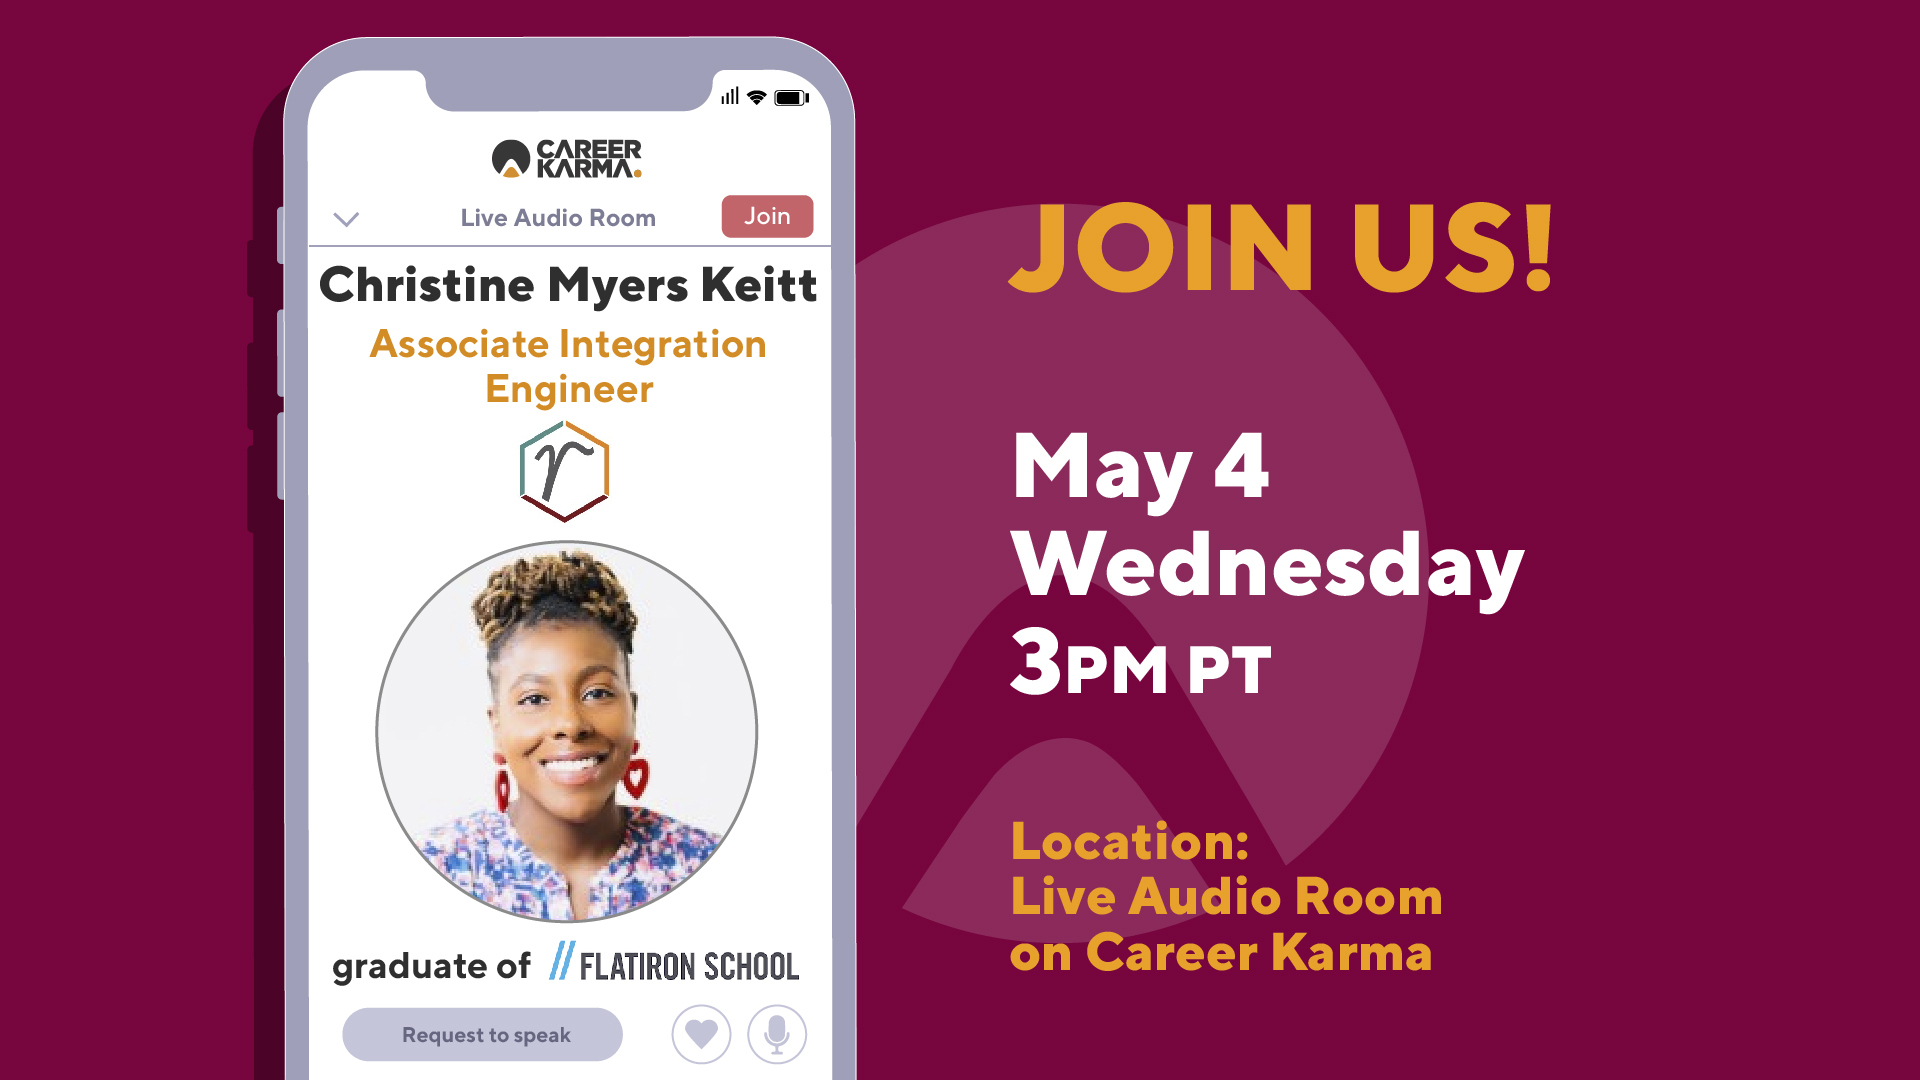 CAREER
KARMA.
Live Audio Room
Join
Christine Myers Keitt
Associate Integration
Engineer
r
graduate of
// FLATIRON SCHOOL
Request to speak
JOIN US!
May 4
Wednesday
3PM PT
Location:
Live Audio Room
on Career Karma